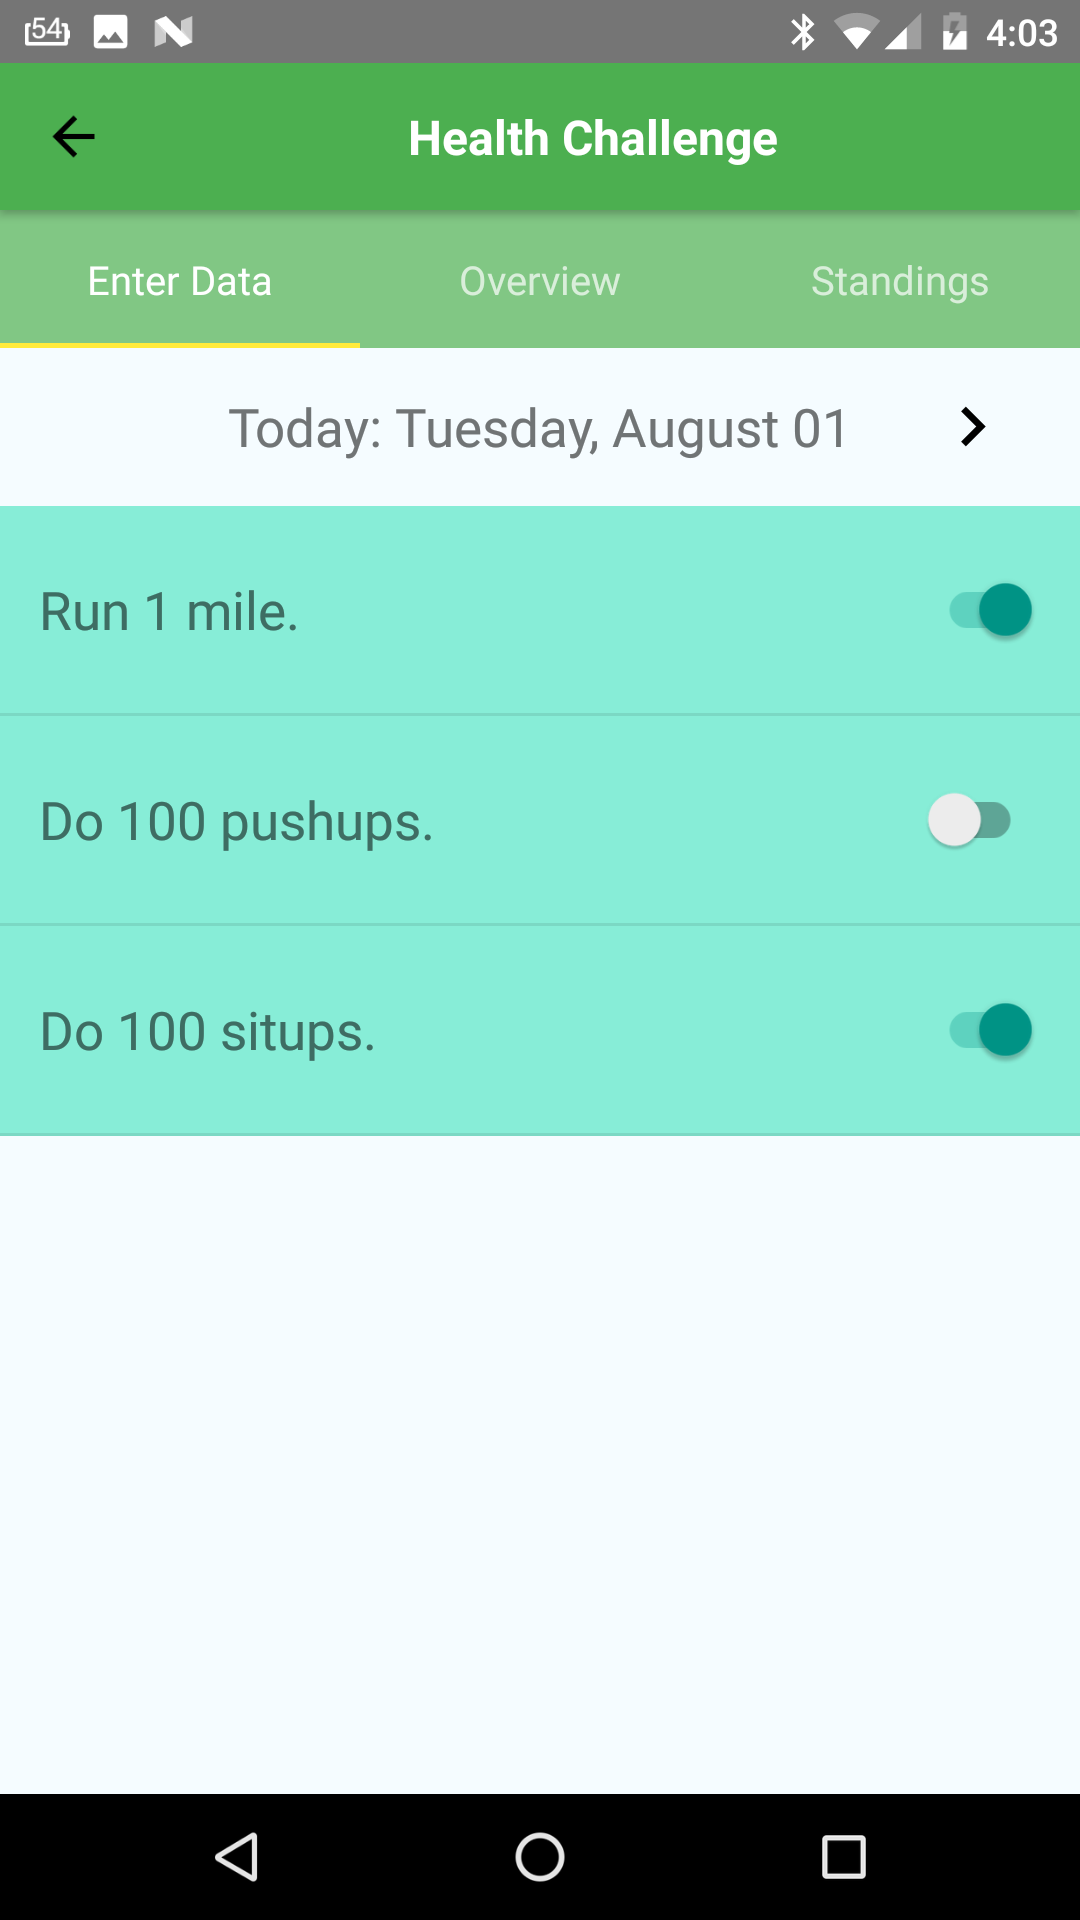 54 4:03
Health Challenge
Enter Data Overview Standings
Today: Tuesday, August 01
Run 1 mile.
Do 100 pushups.
Do 100 situps.